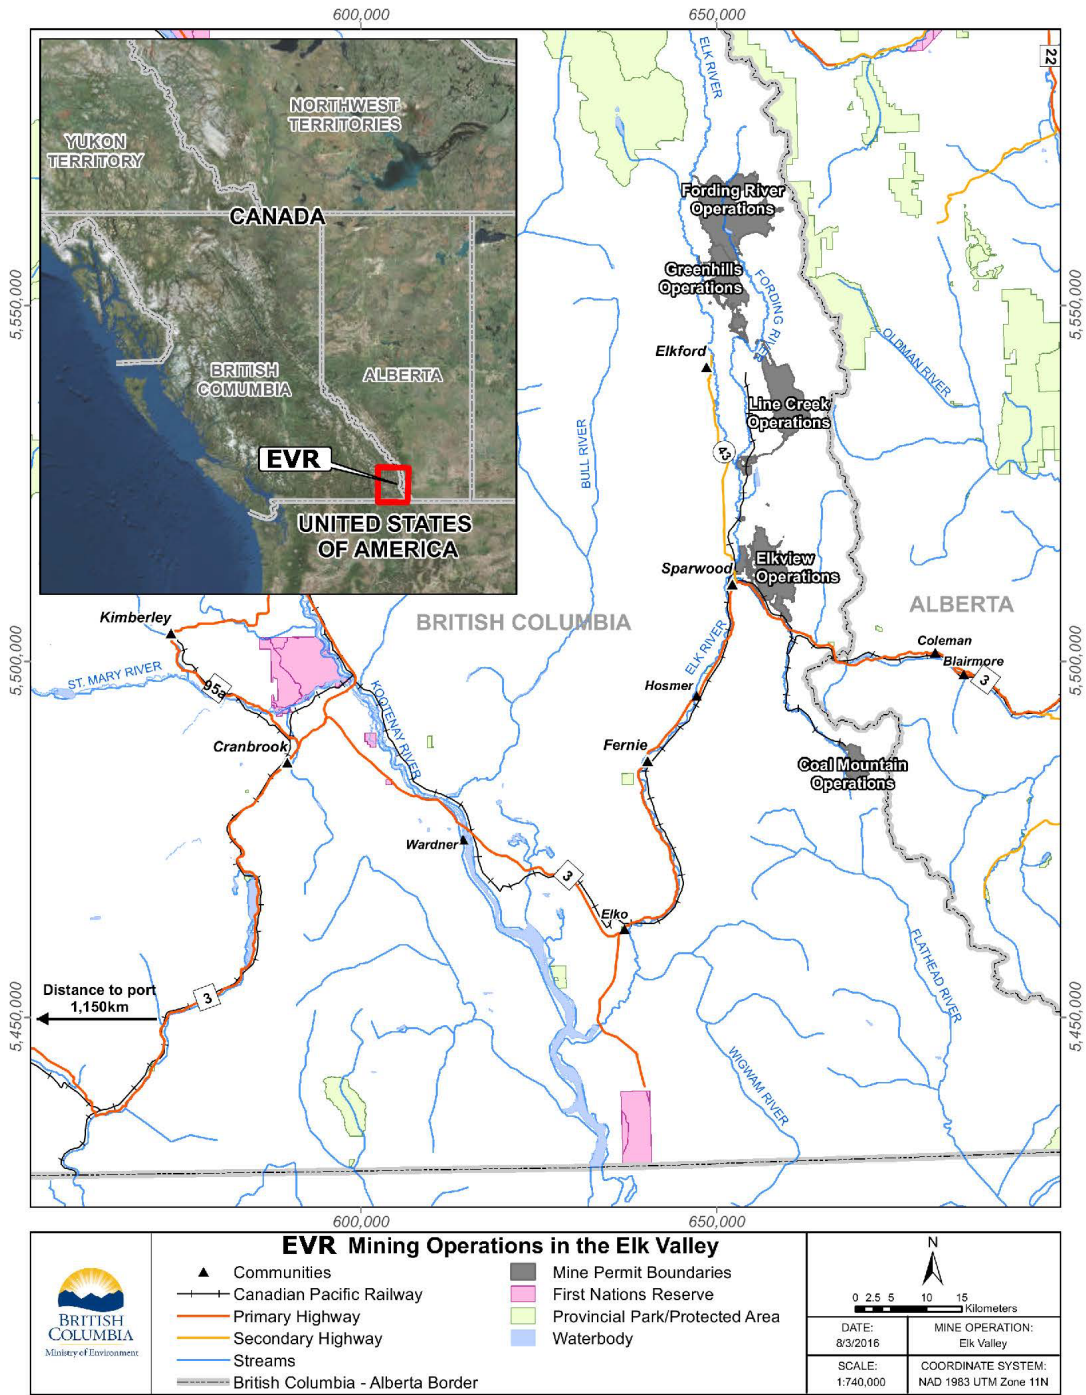 600,000
650,000
ELK RIVER
22
NORTHWEST
TERRITORIES
YUKON
TERRITORY
CANADA
BRITISH
COMUMBIA
ALBERTA
EVR
UNITED STATES
OF AMERICA
Fording River
Operations
Greenhills
Operations
FORDING RIVER
5,550,000
5,550,000
OLDMAN RIVER
Elkford
Line Creek
Operations
BULL RIVER
43
Elkview
Operations
Sparwood
Kimberley
BRITISH COLUMBIA
ALBERTA
ELK RIVER
Coleman
Blairmore
3
5,500,000
5,500,000
ST. MARY RIVER
95a
KOOTENAY RIVER
Hosmer
Cranbrook
Fernie
Coal Mountain
Operations
Wardner
3
Elko
FLATHEAD RIVER
Distance to port
1,150km
3
5,450,000
5,450,000
WIGWAM RIVER
600,000
650,000
EVR Mining Operations in the Elk Valley
BRITISH
COLUMBIA
Ministry of Environment
Communities
Canadian Pacific Railway
Primary Highway
Secondary Highway
Streams
British Columbia - Alberta Border
Mine Permit Boundaries
First Nations Reserve
Provincial Park/Protected Area
Waterbody
N
0 2.5 5 10 15
Kilometers
DATE:
8/3/2016
MINE OPERATION:
Elk Valley
SCALE:
1:740,000
COORDINATE SYSTEM:
NAD 1983 UTM Zone 11N